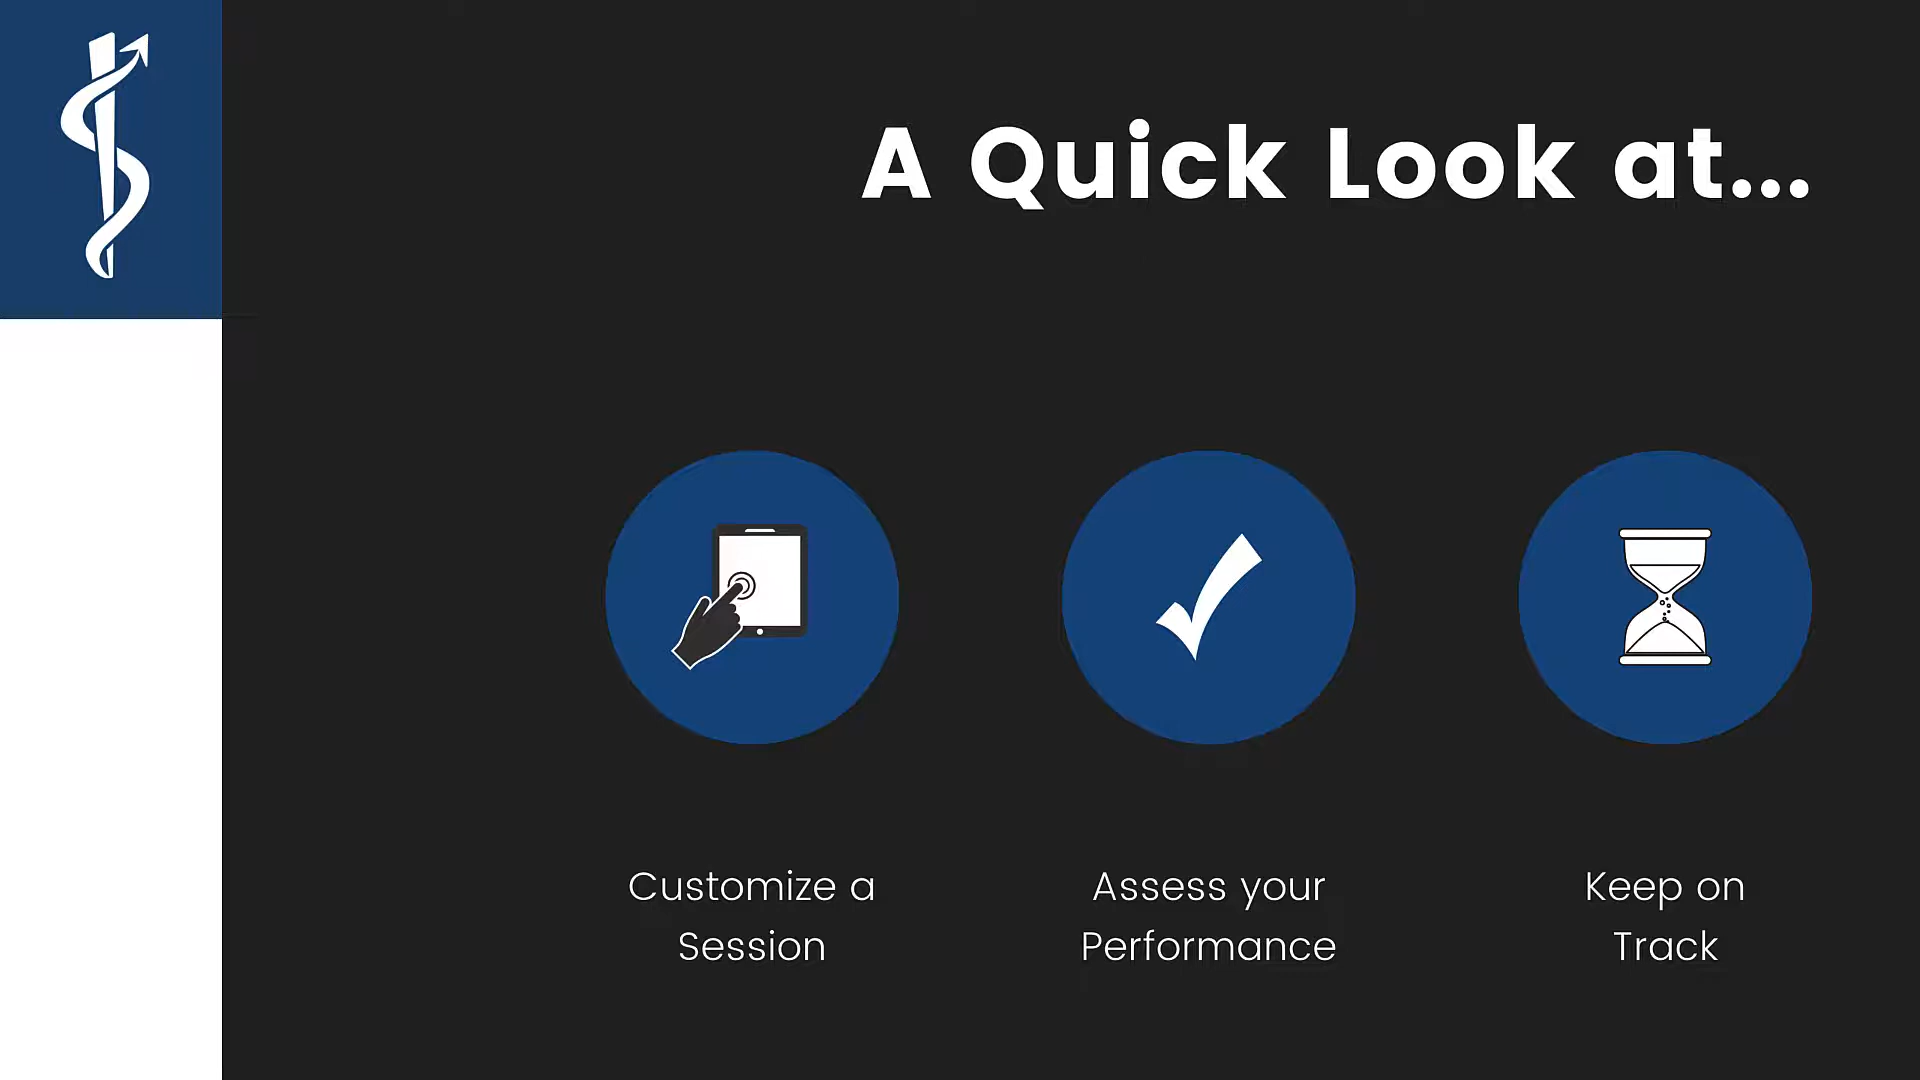 A Quick Look at...
Customize a
Session
Assess your
Performance
Keep on
Track